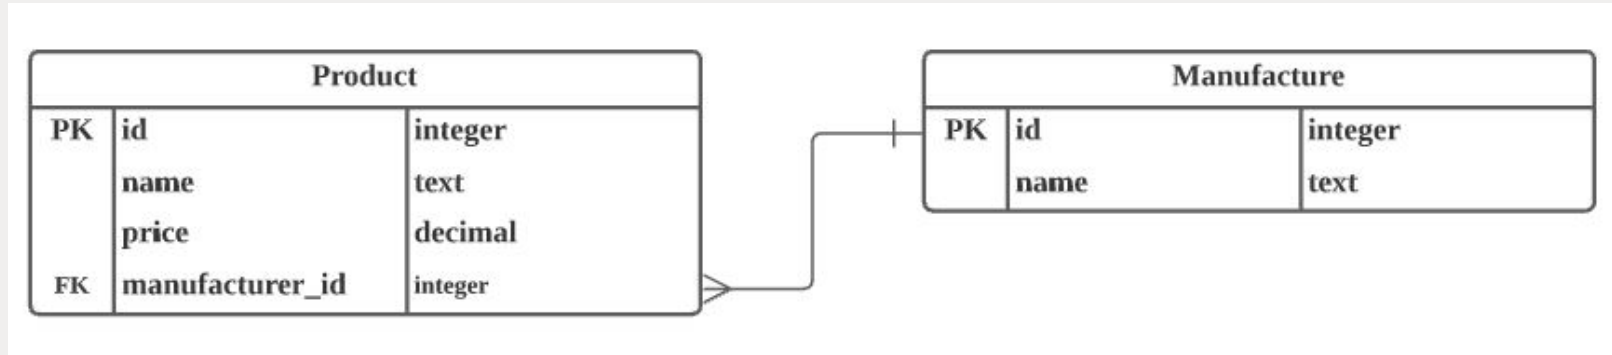 Product
PK id integer
name text
price decimal
FK manufacturer_id integer
Manufacture
PK id integer
name text